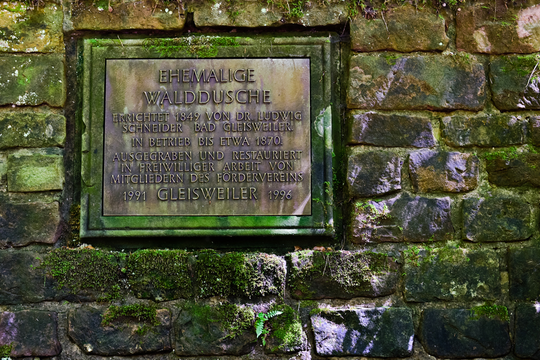 EHEMALIGE
WALDDUSCHE
ERRICHTET 1849 VON DR. LUDWIG
SCHNEIDER BAD GLEISWEILER.
IN BETRIEB BIS ETWA 1870
AUSGEGRABEN UND RESTAURIERT
IN FREIWILLIGER ARBEIT VON
MITGLIEDERN DES FÖRDERVEREINS
1991 GLEISWEILER 1996